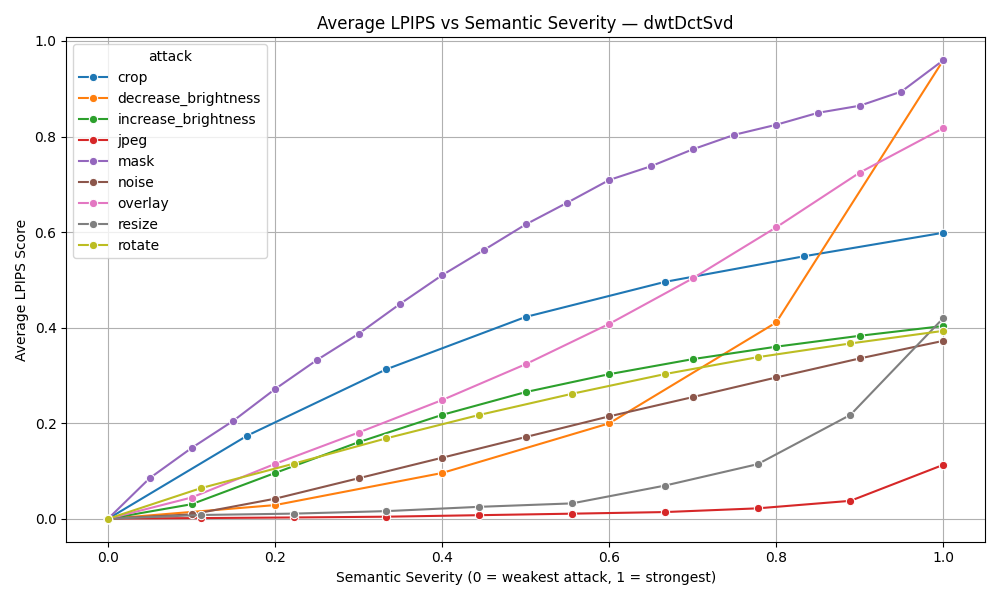 Average LPIPS vs Semantic Severity — dwtDctSvd
1.0
0.8
0.6
0.4
0.2
0.0
Average LPIPS Score
attack
crop
decrease_brightness
increase_brightness
jpeg
mask
noise
overlay
resize
rotate
0.0 0.2 0.4 0.6 0.8 1.0
Semantic Severity (0 = weakest attack, 1 = strongest)